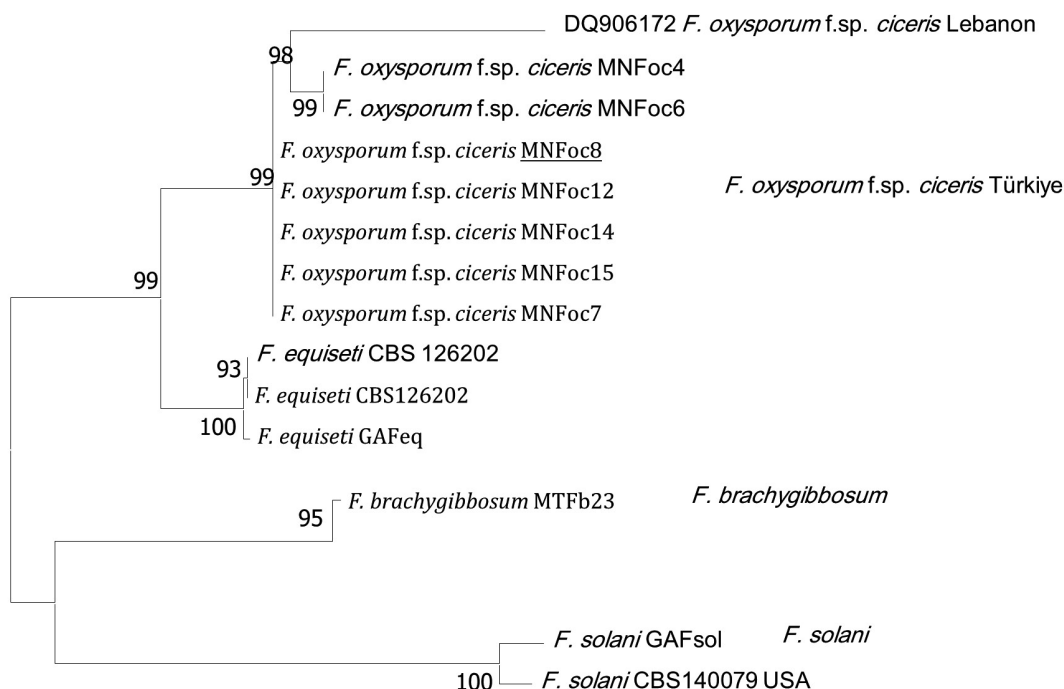 DQ906172 F. oxysporum f.sp. ciceris Lebanon
98
F. oxysporum f.sp. ciceris MNFoc4
99
F. oxysporum f.sp. ciceris MNFoc6
F. oxysporum f.sp. ciceris MNFoc8
99
F. oxysporum f.sp. ciceris MNFoc12
F. oxysporum f.sp. ciceris Türkiye
F. oxysporum f.sp. ciceris MNFoc14
99
F. oxysporum f.sp. ciceris MNFoc15
F. oxysporum f.sp. ciceris MNFoc7
F. equiseti CBS 126202
93
F. equiseti CBS126202
100
F. equiseti GAFeq
F. brachygibbosum MTFb23
F. brachygibbosum
95
F. solani GAFsol
F. solani
100
F. solani CBS140079 USA